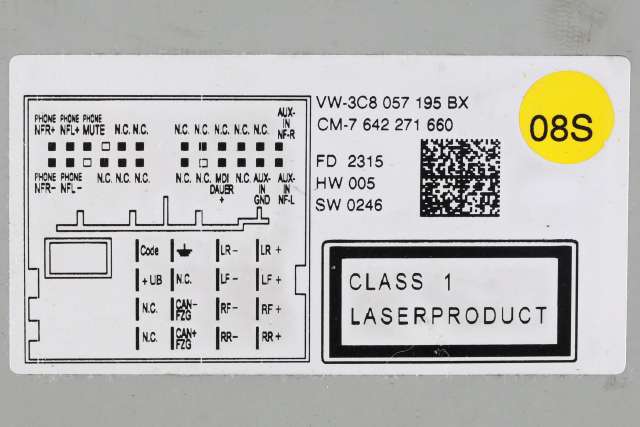 VW-3C8 057 195 BX
CM-7 642 271 660
FD 2315
HW 005
SW 0246
08S
PHONE NFR+ PHONE NFL+ PHONE MUTE N.C. N.C. N.C. N.C. N.C. N.C. N.C. AUX-IN NF-R
PHONE NFR- PHONE NFL- N.C. N.C. N.C. N.C. N.C. MDI DAUER + N.C. AUX-IN GND AUX-IN NF-L
Code LR- LR+
+UB N.C. LF- LF+
N.C. CAN- FZG RF- RF+
N.C. CAN+ FZG RR- RR+
CLASS 1
LASERPRODUCT